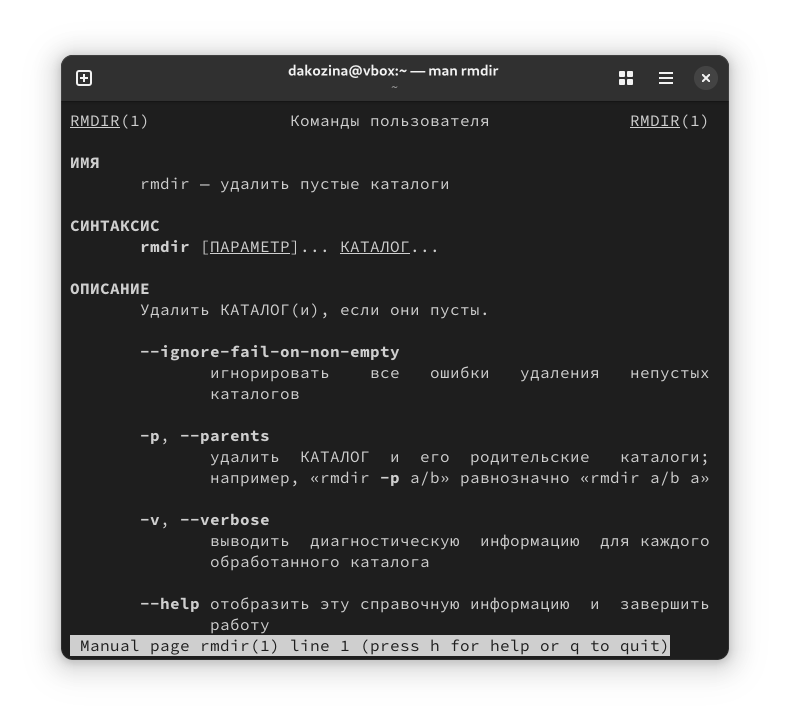 dakozina@vbox:~ — man rmdir
~
RMDIR(1) Команды пользователя RMDIR(1)
ИМЯ
rmdir — удалить пустые каталоги
СИНТАКСИС
rmdir [ПАРАМЕТР]... КАТАЛОГ...
ОПИСАНИЕ
Удалить КАТАЛОГ(и), если они пусты.
--ignore-fail-on-non-empty
игнорировать все ошибки удаления непустых
каталогов
-p, --parents
удалить КАТАЛОГ и его родительские каталоги;
например, «rmdir -p a/b» равнозначно «rmdir a/b a»
-v, --verbose
выводить диагностическую информацию для каждого
обработанного каталога
--help отобразить эту справочную информацию и завершить
работу
Manual page rmdir(1) line 1 (press h for help or q to quit)